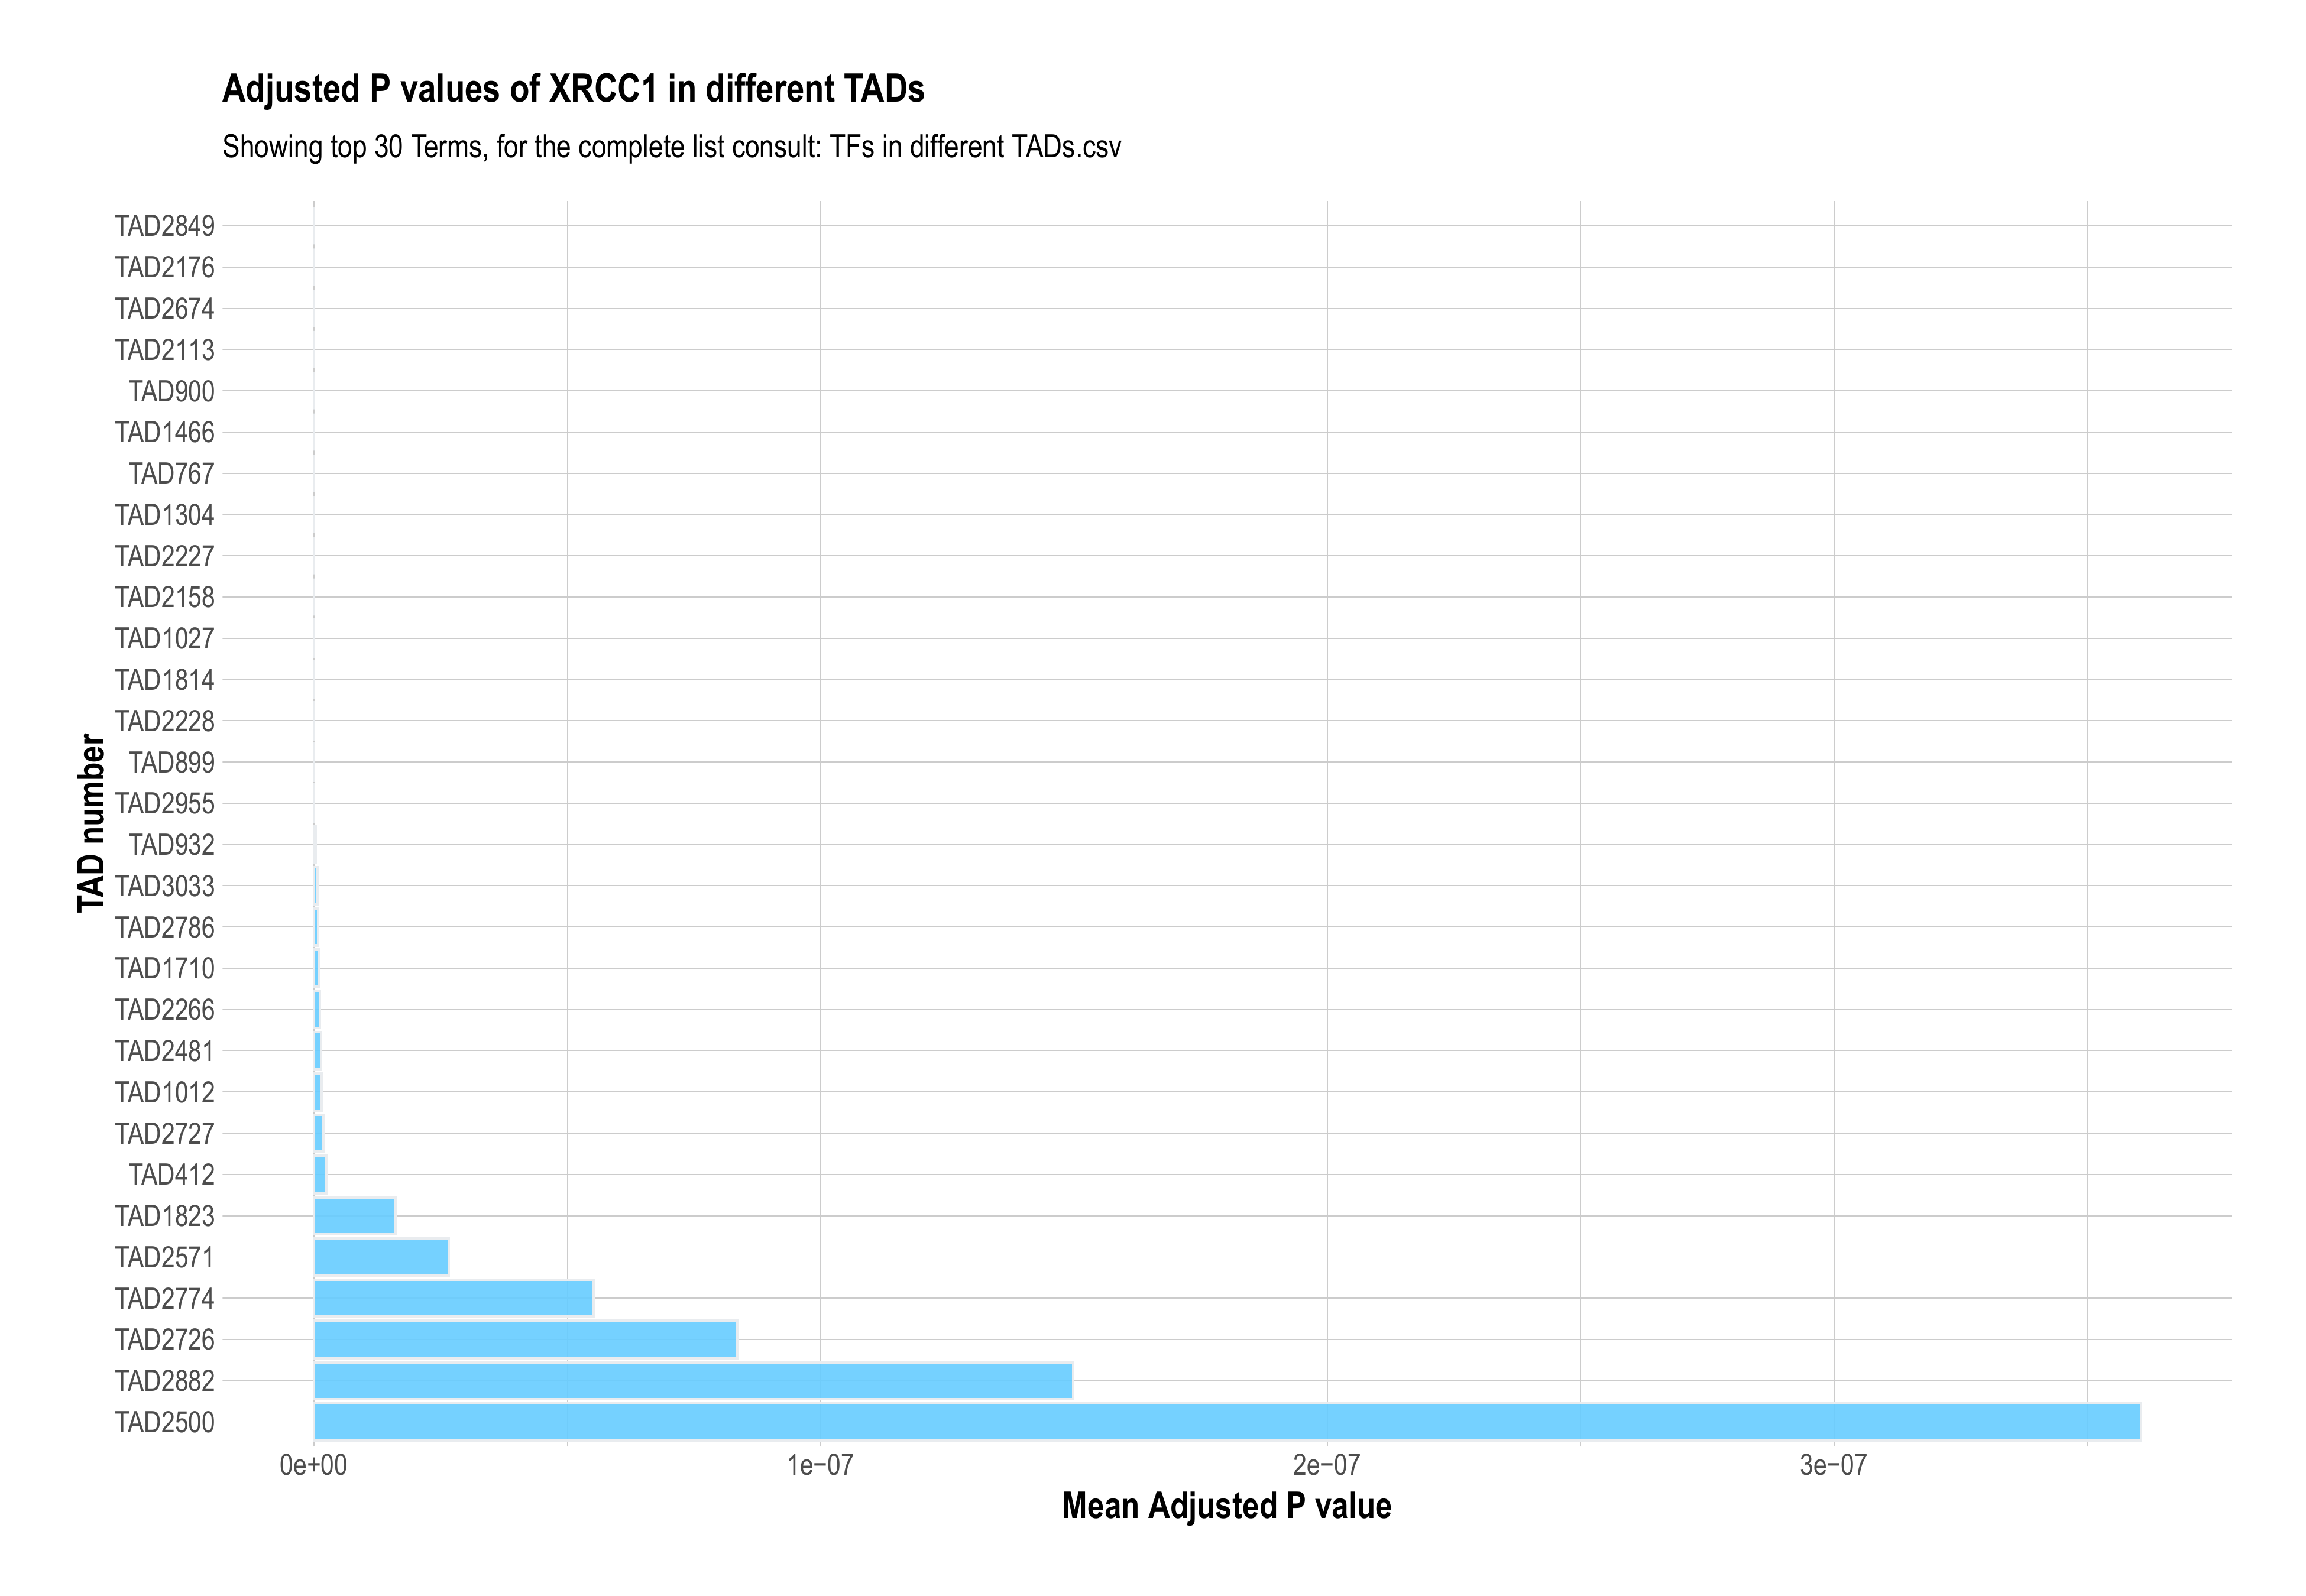 Adjusted P values of XRCC1 in different TADs
Showing top 30 Terms, for the complete list consult: TFs in different TADs.csv
TAD number
TAD2849
TAD2176
TAD2674
TAD2113
TAD900
TAD1466
TAD767
TAD1304
TAD2227
TAD2158
TAD1027
TAD1814
TAD2228
TAD899
TAD2955
TAD932
TAD3033
TAD2786
TAD1710
TAD2266
TAD2481
TAD1012
TAD2727
TAD412
TAD1823
TAD2571
TAD2774
TAD2726
TAD2882
TAD2500
0e+00 1e−07 2e−07 3e−07
Mean Adjusted P value